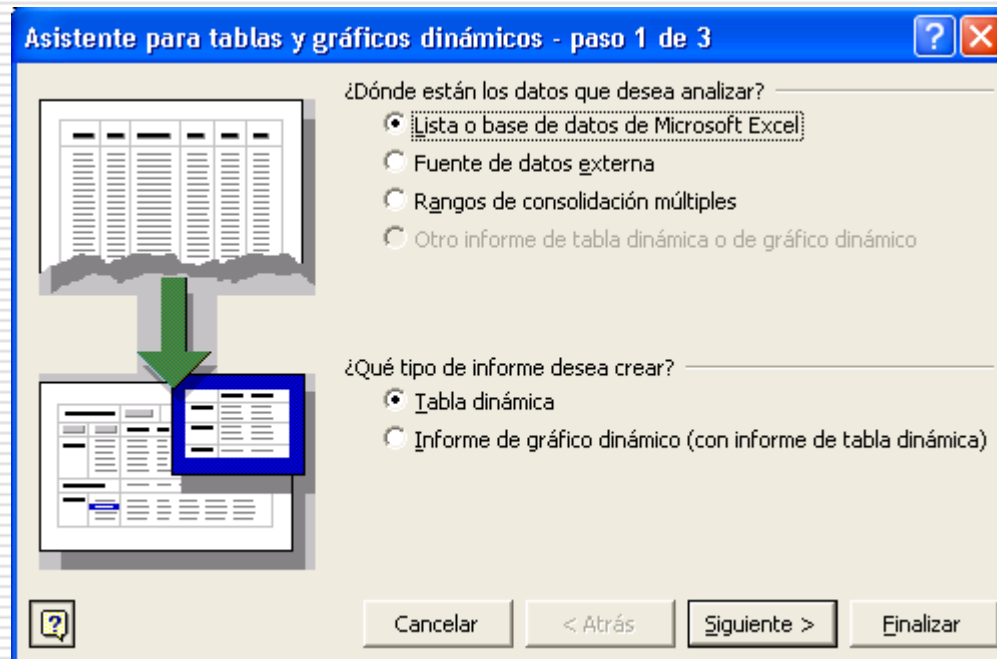 Asistente para tablas y gráficos dinámicos - paso 1 de 3
¿Dónde están los datos que desea analizar?
Lista o base de datos de Microsoft Excel
Fuente de datos externa
Rangos de consolidación múltiples
Otro informe de tabla dinámica o de gráfico dinámico
¿Qué tipo de informe desea crear?
Tabla dinámica
Informe de gráfico dinámico (con informe de tabla dinámica)
Cancelar
< Atrás
Siguiente >
Finalizar